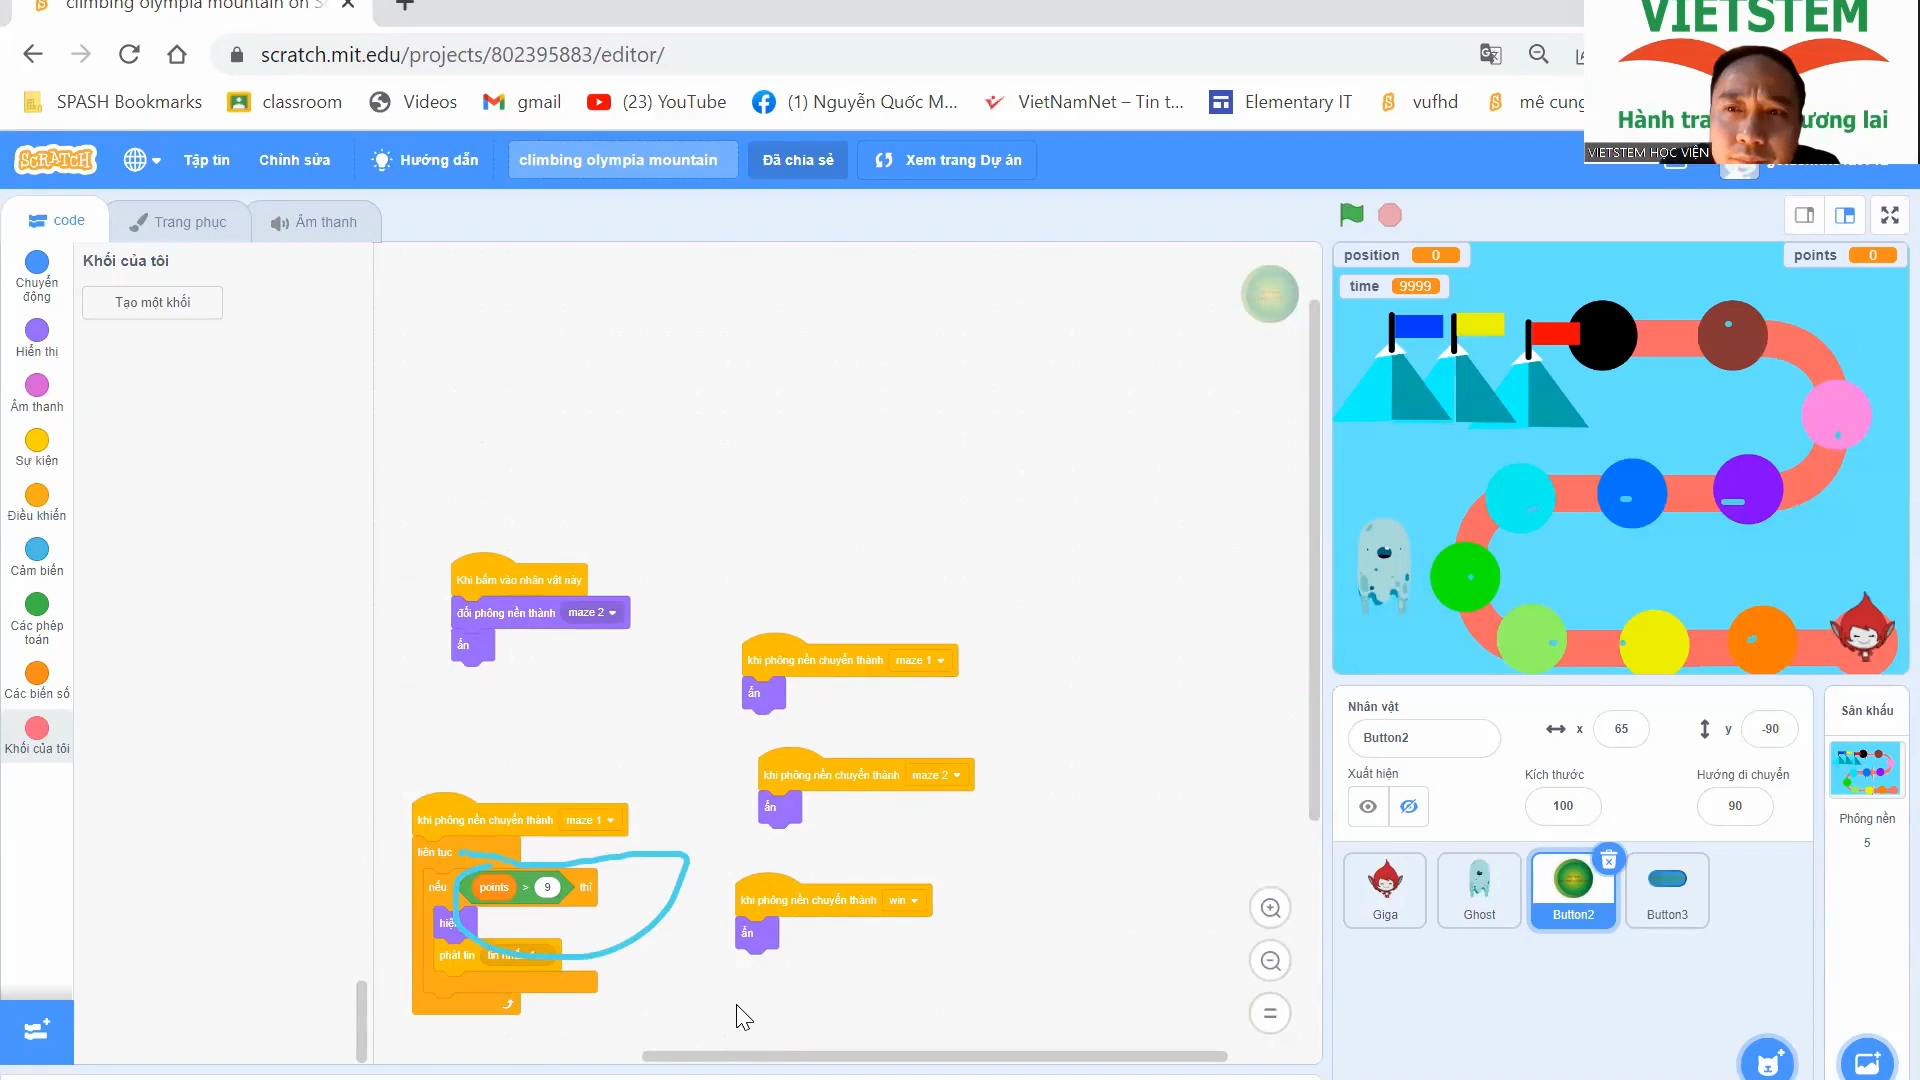 climbing olympia mountain on S
VIETSTEM
scratch.mit.edu/projects/802395883/editor/
SPASH Bookmarks
classroom
Videos
gmail
(23) YouTube
(1) Nguyễn Quốc M...
VietNamNet – Tin t...
Elementary IT
vufhd
mê cung
Hành tra
ương lai
VIETSTEM HỌC VIỆN
SCRATCH
Tập tin
Chỉnh sửa
Hướng dẫn
climbing olympia mountain
Đã chia sẻ
Xem trang Dự án
code
Trang phục
Âm thanh
Chuyển động
Hiển thị
Âm thanh
Sự kiện
Điều khiển
Cảm biến
Các phép toán
Các biến số
Khối của tôi
Khối của tôi
Tạo một khối
Khi bấm vào nhân vật này
đổi phông nền thành maze 2
ẩn
khi phông nền chuyển thành maze 1
liên tục
nếu points > 9 thì
phát tin
khi phông nền chuyển thành maze 1
ẩn
khi phông nền chuyển thành maze 2
ẩn
khi phông nền chuyển thành win
ẩn
position 0
points 0
time 9999
Nhân vật
Button2
x 65
y -90
Xuất hiện
Kích thước
100
Hướng di chuyển
90
Giga
Ghost
Button2
Button3
Sân khấu
Phông nền
5